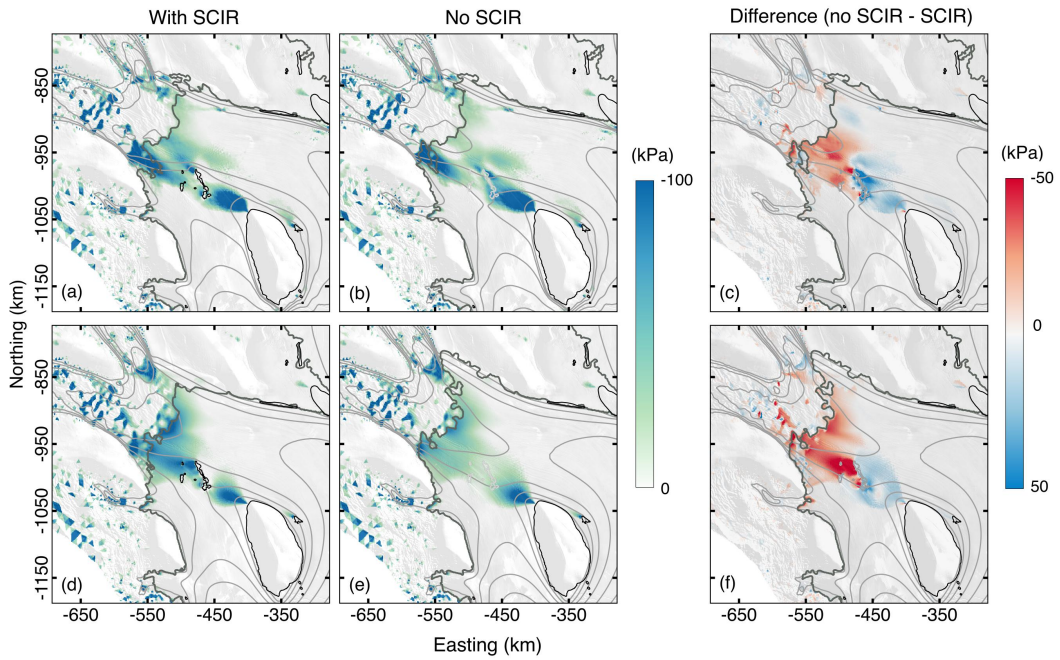 With SCIR
No SCIR
Difference (no SCIR - SCIR)
-850
-950
-1050
-1150
(a)
(b)
(c)
(kPa)
-100
0
(kPa)
-50
-25
0
25
50
Northing (km)
-850
-950
-1050
-1150
(d)
(e)
(f)
-650 -550 -450 -350
-650 -550 -450 -350
-650 -550 -450 -350
Easting (km)